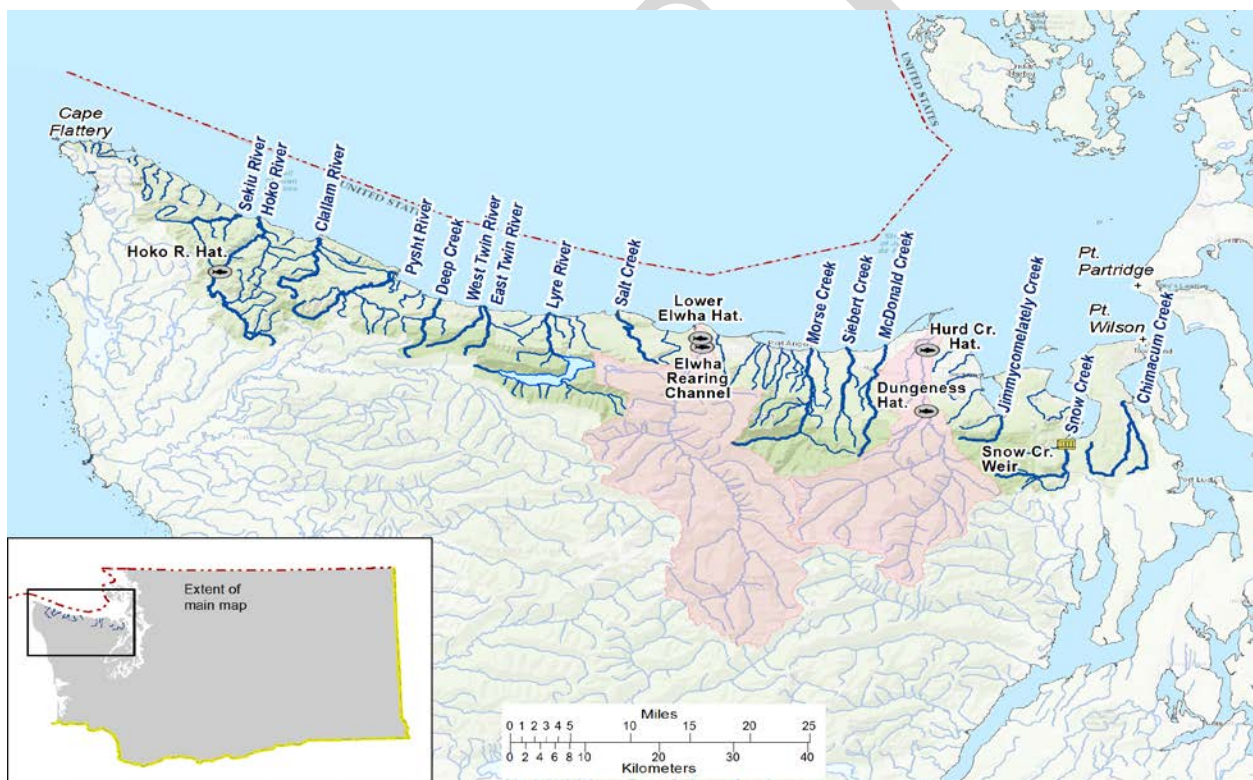 Cape
Flattery
Sekiu River
Hoko River
Clallam River
Pysht River
Deep Creek
West Twin River
East Twin River
Lyre River
Salt Creek
Morse Creek
Siebert Creek
McDonald Creek
Jimmycomelately Creek
Snow Creek
Chimacum Creek
UNITED STATES
UNITED STATES
Hoko R. Hat.
Lower
Elwha Hat.
Elwha
Rearing
Channel
Hurd Cr.
Hat.
Dungeness
Hat.
Snow Cr.
Weir
Pt.
Partridge
Pt.
Wilson
Extent of
main map
Miles
0 1 2 3 4 5 10 15 20 25
0 2 4 6 8 10 20 30 40
Kilometers